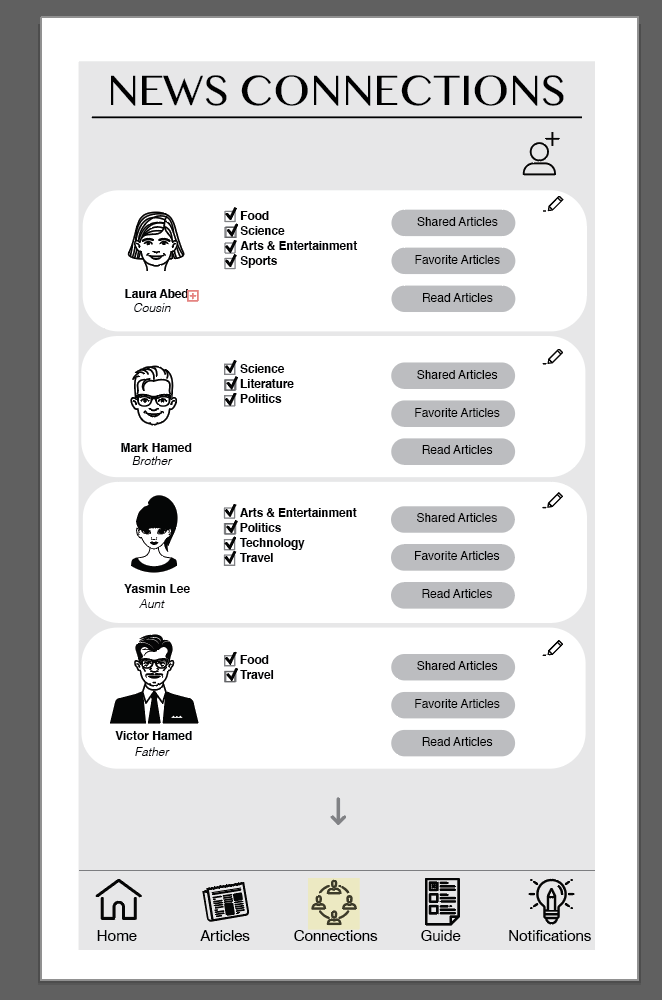 NEWS CONNECTIONS
Food
Science
Arts & Entertainment
Sports
Shared Articles
Favorite Articles
Read Articles
Laura Abed
Cousin
Science
Literature
Politics
Shared Articles
Favorite Articles
Read Articles
Mark Hamed
Brother
Arts & Entertainment
Politics
Technology
Travel
Shared Articles
Favorite Articles
Read Articles
Yasmin Lee
Aunt
Food
Travel
Shared Articles
Favorite Articles
Read Articles
Victor Hamed
Father
Home
Articles
Connections
Guide
Notifications